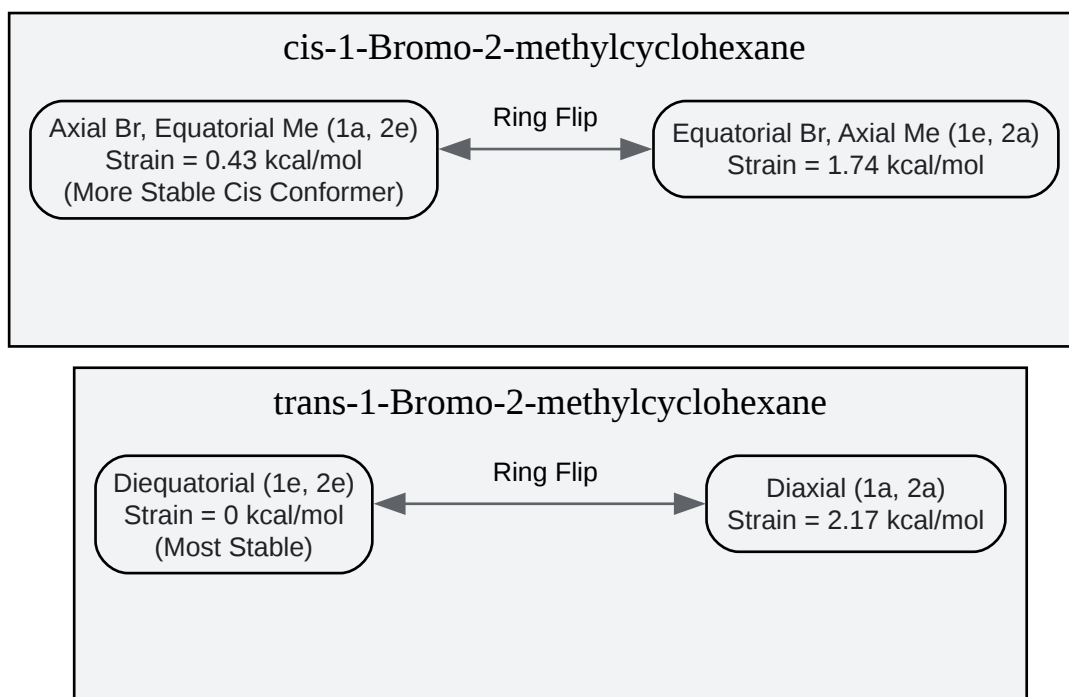 cis-1-Bromo-2-methylcyclohexane
Axial Br, Equatorial Me (1a, 2e)
Strain = 0.43 kcal/mol
(More Stable Cis Conformer)
Ring Flip
Equatorial Br, Axial Me (1e, 2a)
Strain = 1.74 kcal/mol
trans-1-Bromo-2-methylcyclohexane
Diequatorial (1e, 2e)
Strain = 0 kcal/mol
(Most Stable)
Ring Flip
Diaxial (1a, 2a)
Strain = 2.17 kcal/mol